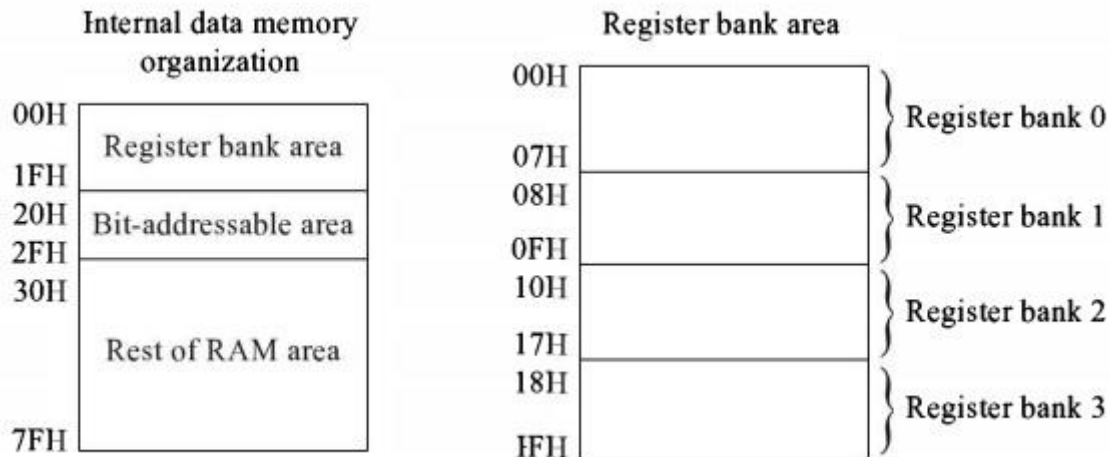 Internal data memory
organization
00H
Register bank area
1FH
20H
Bit-addressable area
2FH
30H
Rest of RAM area
7FH
Register bank area
00H
Register bank 0
07H
08H
Register bank 1
0FH
10H
Register bank 2
17H
18H
Register bank 3
1FH